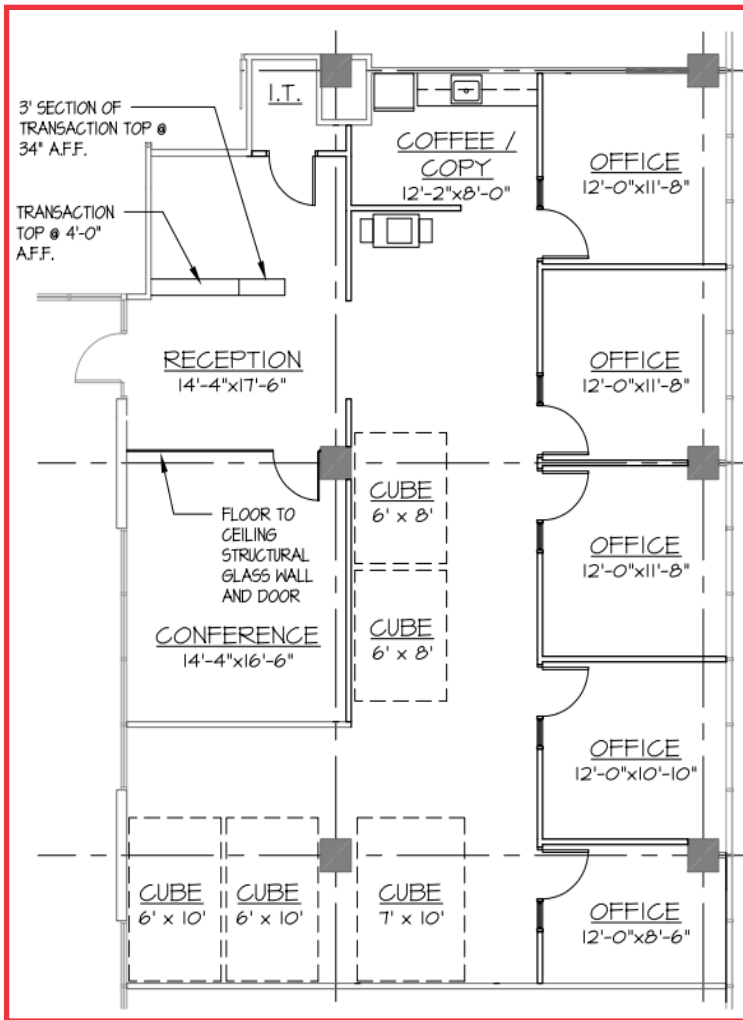 I.T.
3' SECTION OF
TRANSACTION TOP @
34" A.F.F.
TRANSACTION
TOP @ 4'-0"
A.F.F.
COFFEE /
COPY
12'-2"x8'-0"
OFFICE
12'-0"x11'-8"
RECEPTION
14'-4"x17'-6"
OFFICE
12'-0"x11'-8"
CUBE
6' x 8'
FLOOR TO
CEILING
STRUCTURAL
GLASS WALL
AND DOOR
OFFICE
12'-0"x11'-8"
CONFERENCE
14'-4"x16'-6"
CUBE
6' x 8'
OFFICE
12'-0"x10'-10"
CUBE
6' x 10'
CUBE
6' x 10'
CUBE
7' x 10'
OFFICE
12'-0"x8'-6"